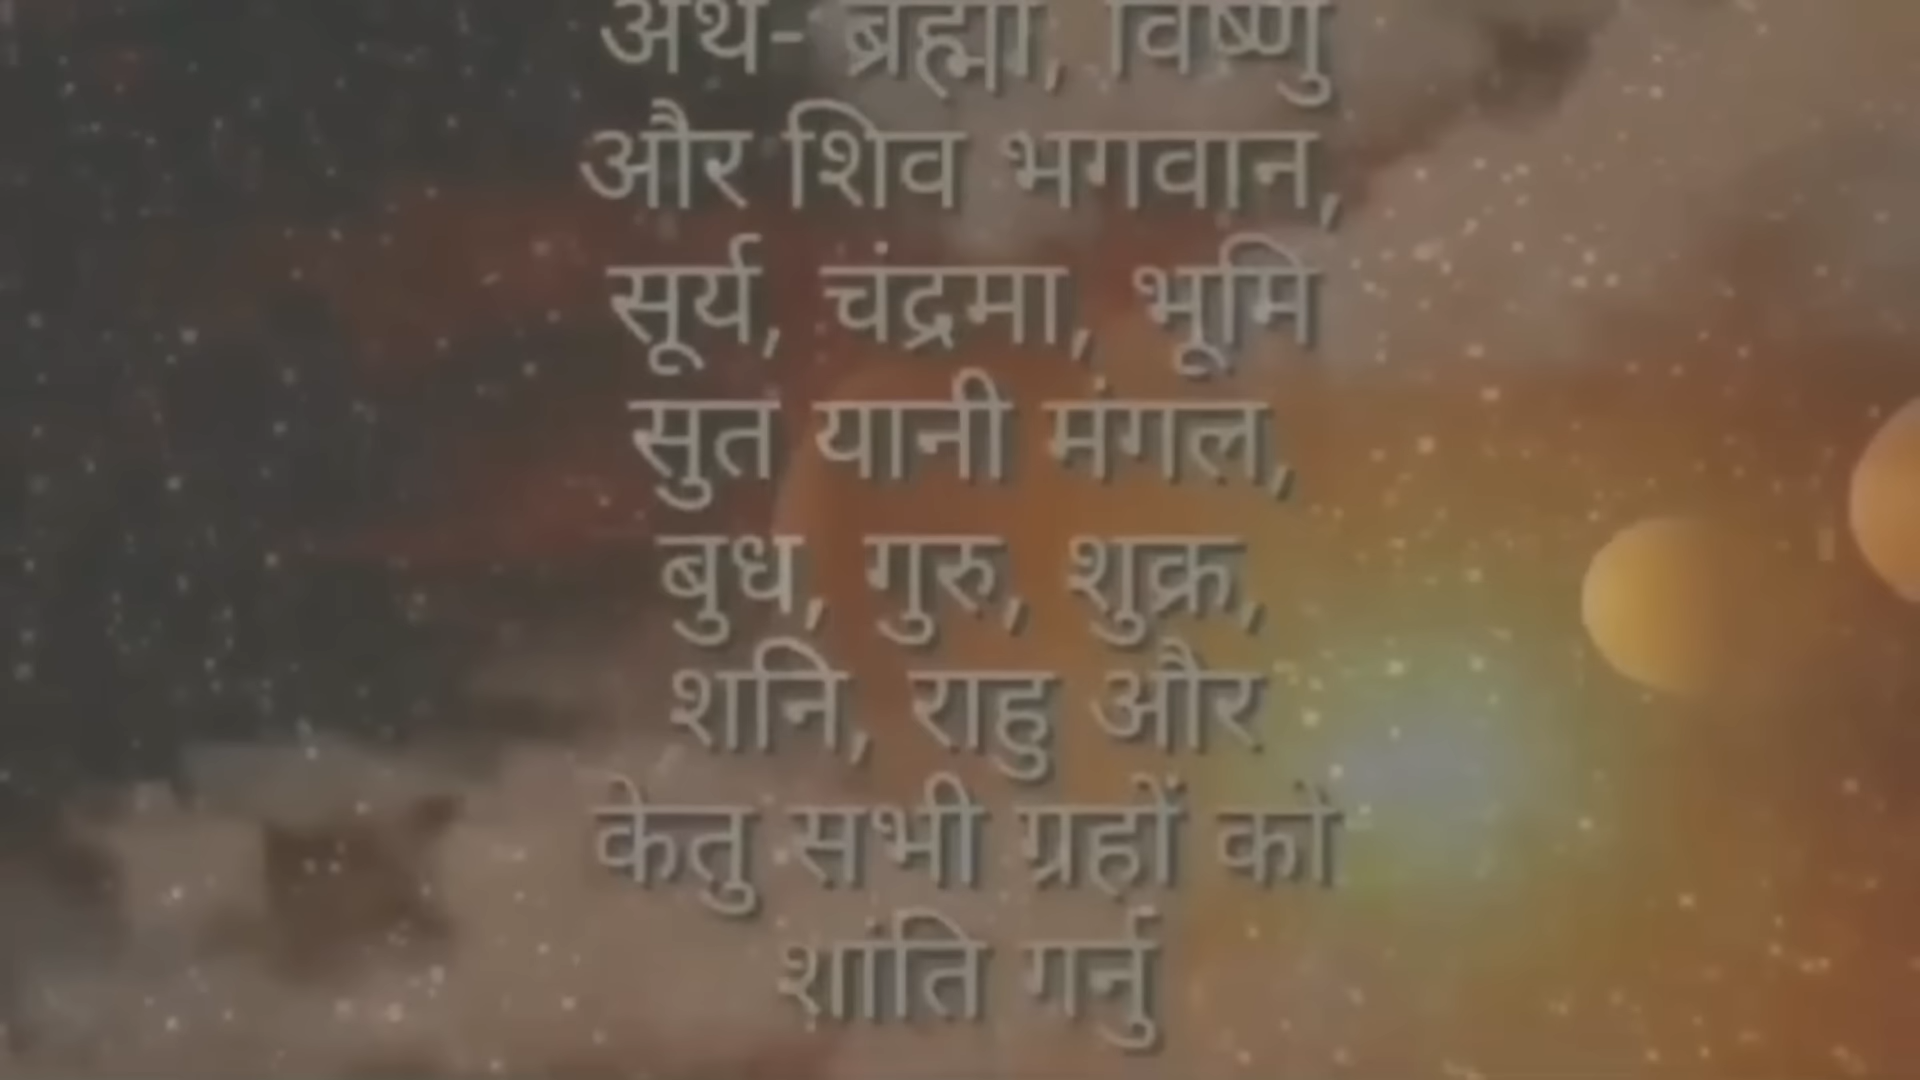 अर्थ- ब्रह्मा, विष्णु
और शिव भगवान,
सूर्य, चंद्रमा, भूमि
सुत यानी मंगल,
बुध, गुरु, शुक्र,
शनि, राहु और
केतु सभी ग्रहों को
शांति गर्नु